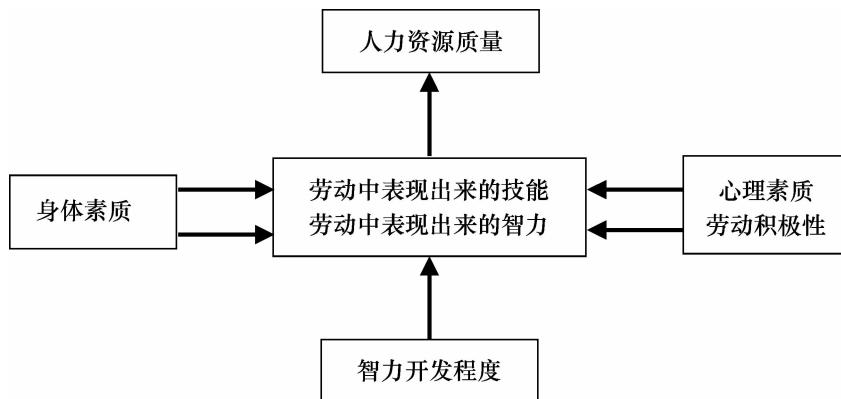 人力资源质量
身体素质
劳动中表现出来的技能
劳动中表现出来的智力
心理素质
劳动积极性
智力开发程度